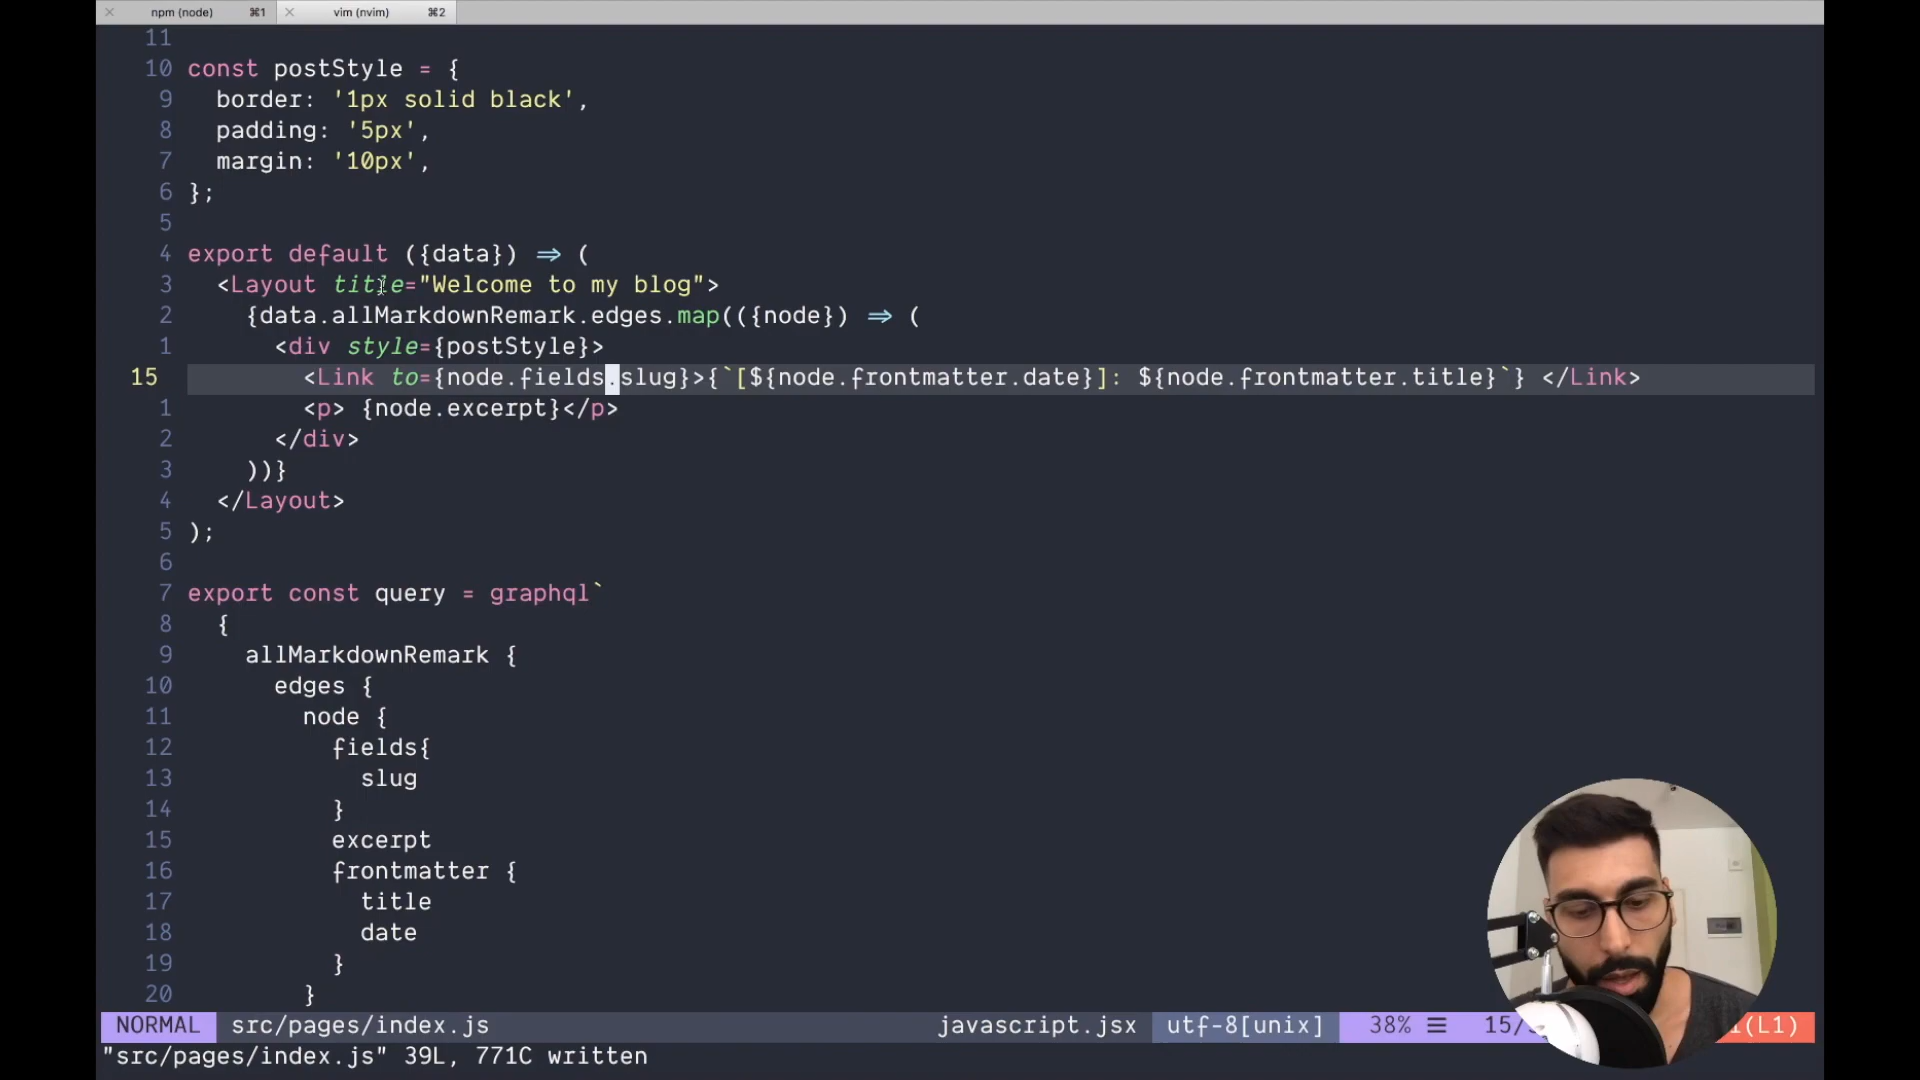 npm (node) ⌘1 vim (nvim) ⌘2
11
10 const postStyle = {
9 border: '1px solid black',
8 padding: '5px',
7 margin: '10px',
6 };
5
4 export default ({data}) => (
3 <Layout title="Welcome to my blog">
2 {data.allMarkdownRemark.edges.map(({node}) => (
1 <div style={postStyle}>
15 <Link to={node.fields.slug}>{`[${node.frontmatter.date}]: ${node.frontmatter.title}`} </Link>
1 <p> {node.excerpt}</p>
2 </div>
3 ))}
4 </Layout>
5 );
6
7 export const query = graphql`
8 {
9 allMarkdownRemark {
10 edges {
11 node {
12 fields{
13 slug
14 }
15 excerpt
16 frontmatter {
17 title
18 date
19 }
20 }
NORMAL src/pages/index.js javascript.jsx utf-8[unix] 38% ☰ 15/ (L1)
"src/pages/index.js" 39L, 771C written